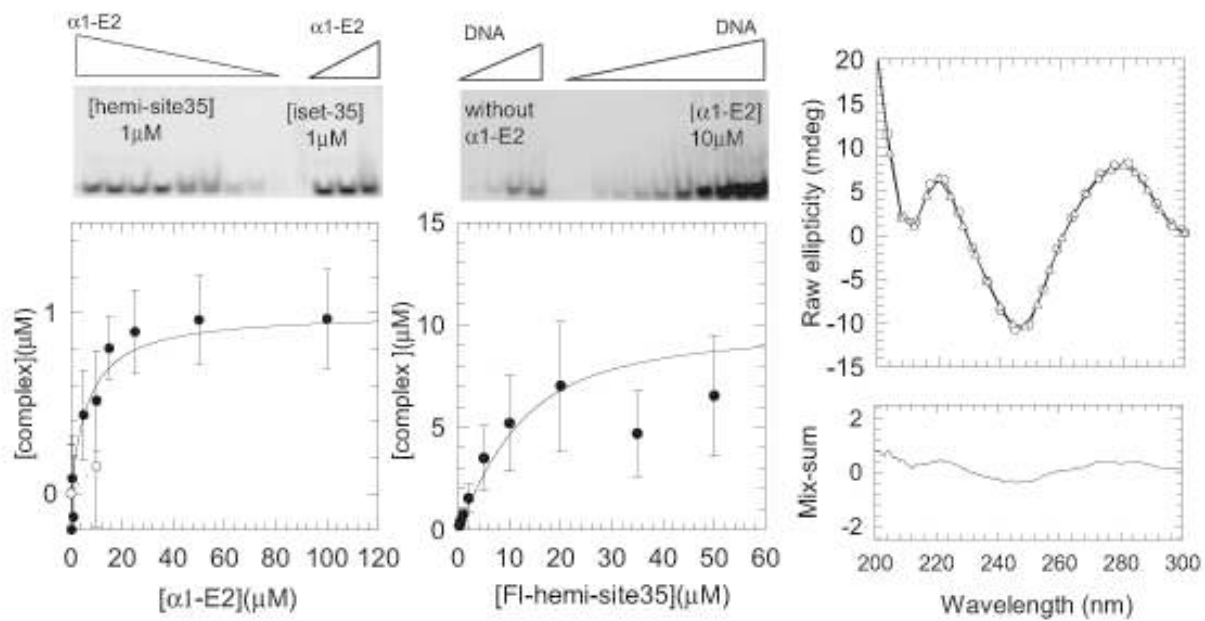 α1-E2
α1-E2
[hemi-site35]
1μM
[iset-35]
1μM
DNA
DNA
without
α1-E2
[α1-E2]
10μM
[complex](μM)
1
0
0 20 40 60 80 100 120
[α1-E2](μM)
[complex ](μM)
15
10
5
0
0 10 20 30 40 50 60
[Fl-hemi-site35](μM)
Raw ellipticity (mdeg)
20
15
10
5
0
-5
-10
-15
Mix-sum
2
0
-2
200 220 240 260 280 300
Wavelength (nm)